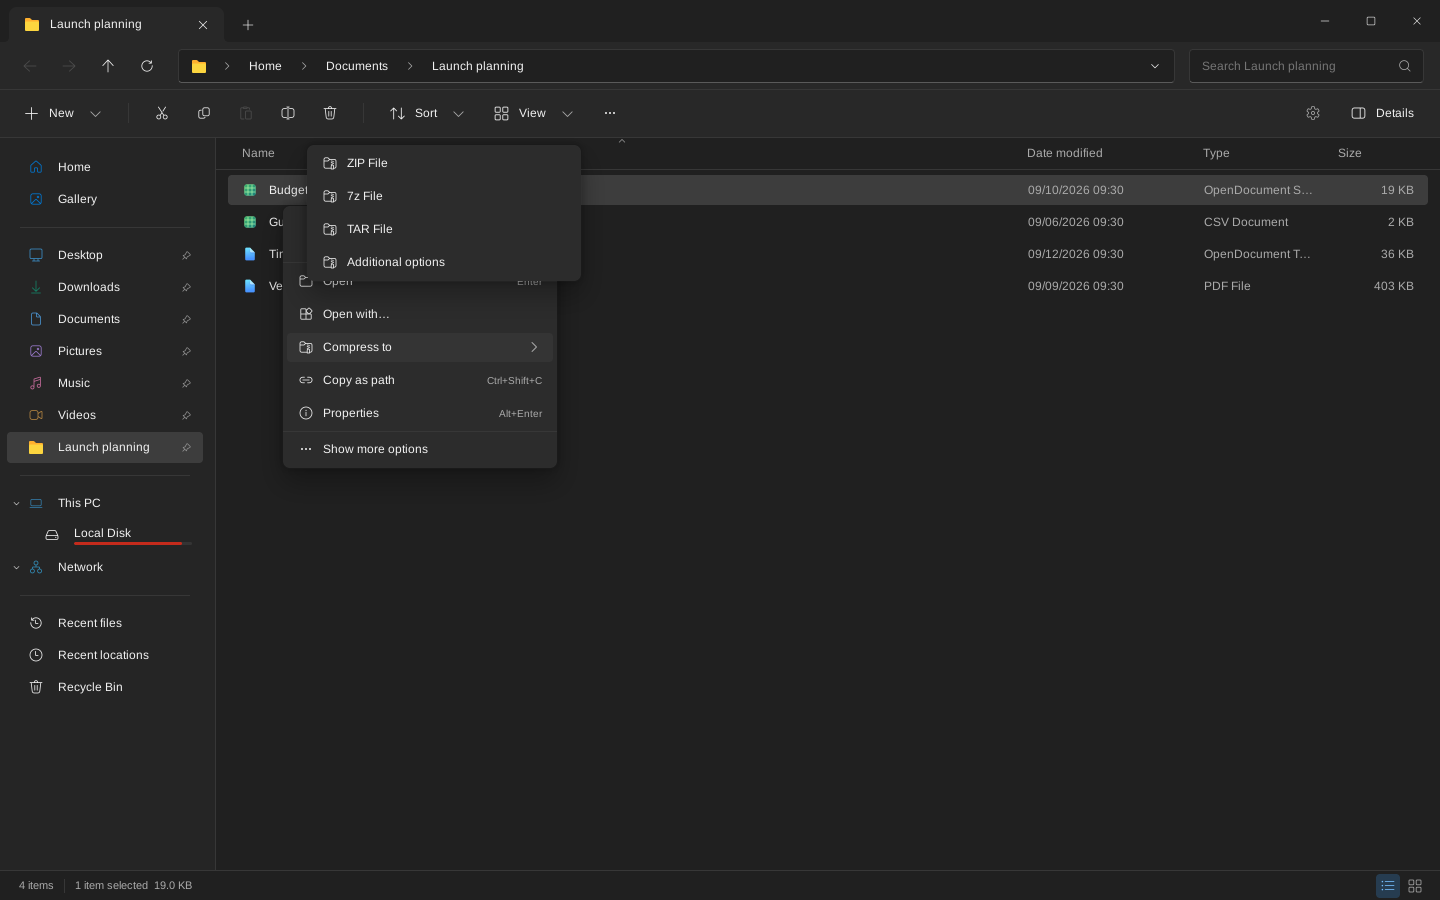 Launch planning
Home
Documents
Launch planning
Search Launch planning
New
Sort
View
Details
Name
Date modified
Type
Size
ZIP File
7z File
TAR File
Additional options
Budget
09/10/2026 09:30
OpenDocument S...
19 KB
Gu
09/06/2026 09:30
CSV Document
2 KB
09/12/2026 09:30
OpenDocument T...
36 KB
Ve
09/09/2026 09:30
PDF File
403 KB
Open
Enter
Open with...
Compress to
Copy as path
Ctrl+Shift+C
Properties
Alt+Enter
Show more options
Home
Gallery
Desktop
Downloads
Documents
Pictures
Music
Videos
Launch planning
This PC
Local Disk
Network
Recent files
Recent locations
Recycle Bin
4 items
1 item selected 19.0 KB